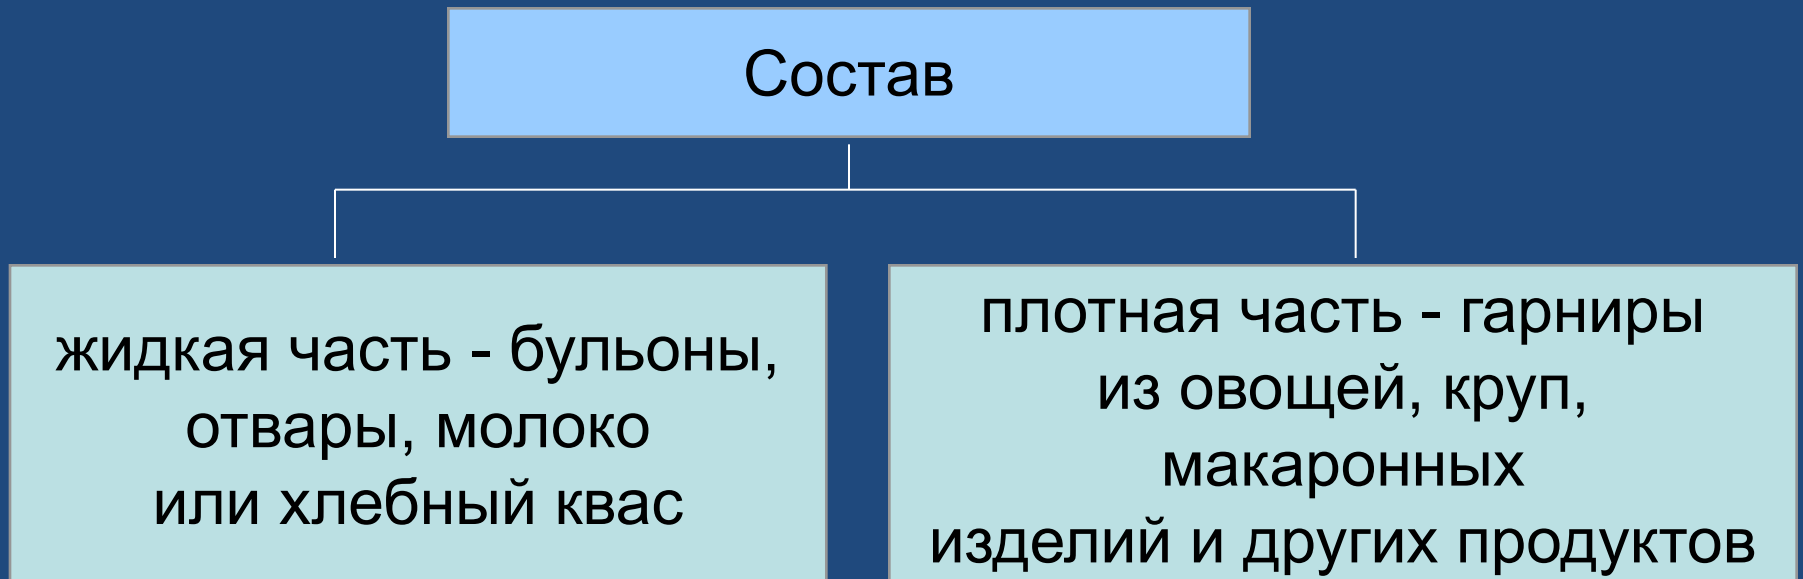 Состав
жидкая часть - бульоны,
отвары, молоко
или хлебный квас
плотная часть - гарниры
из овощей, круп,
макаронных
изделий и других продуктов